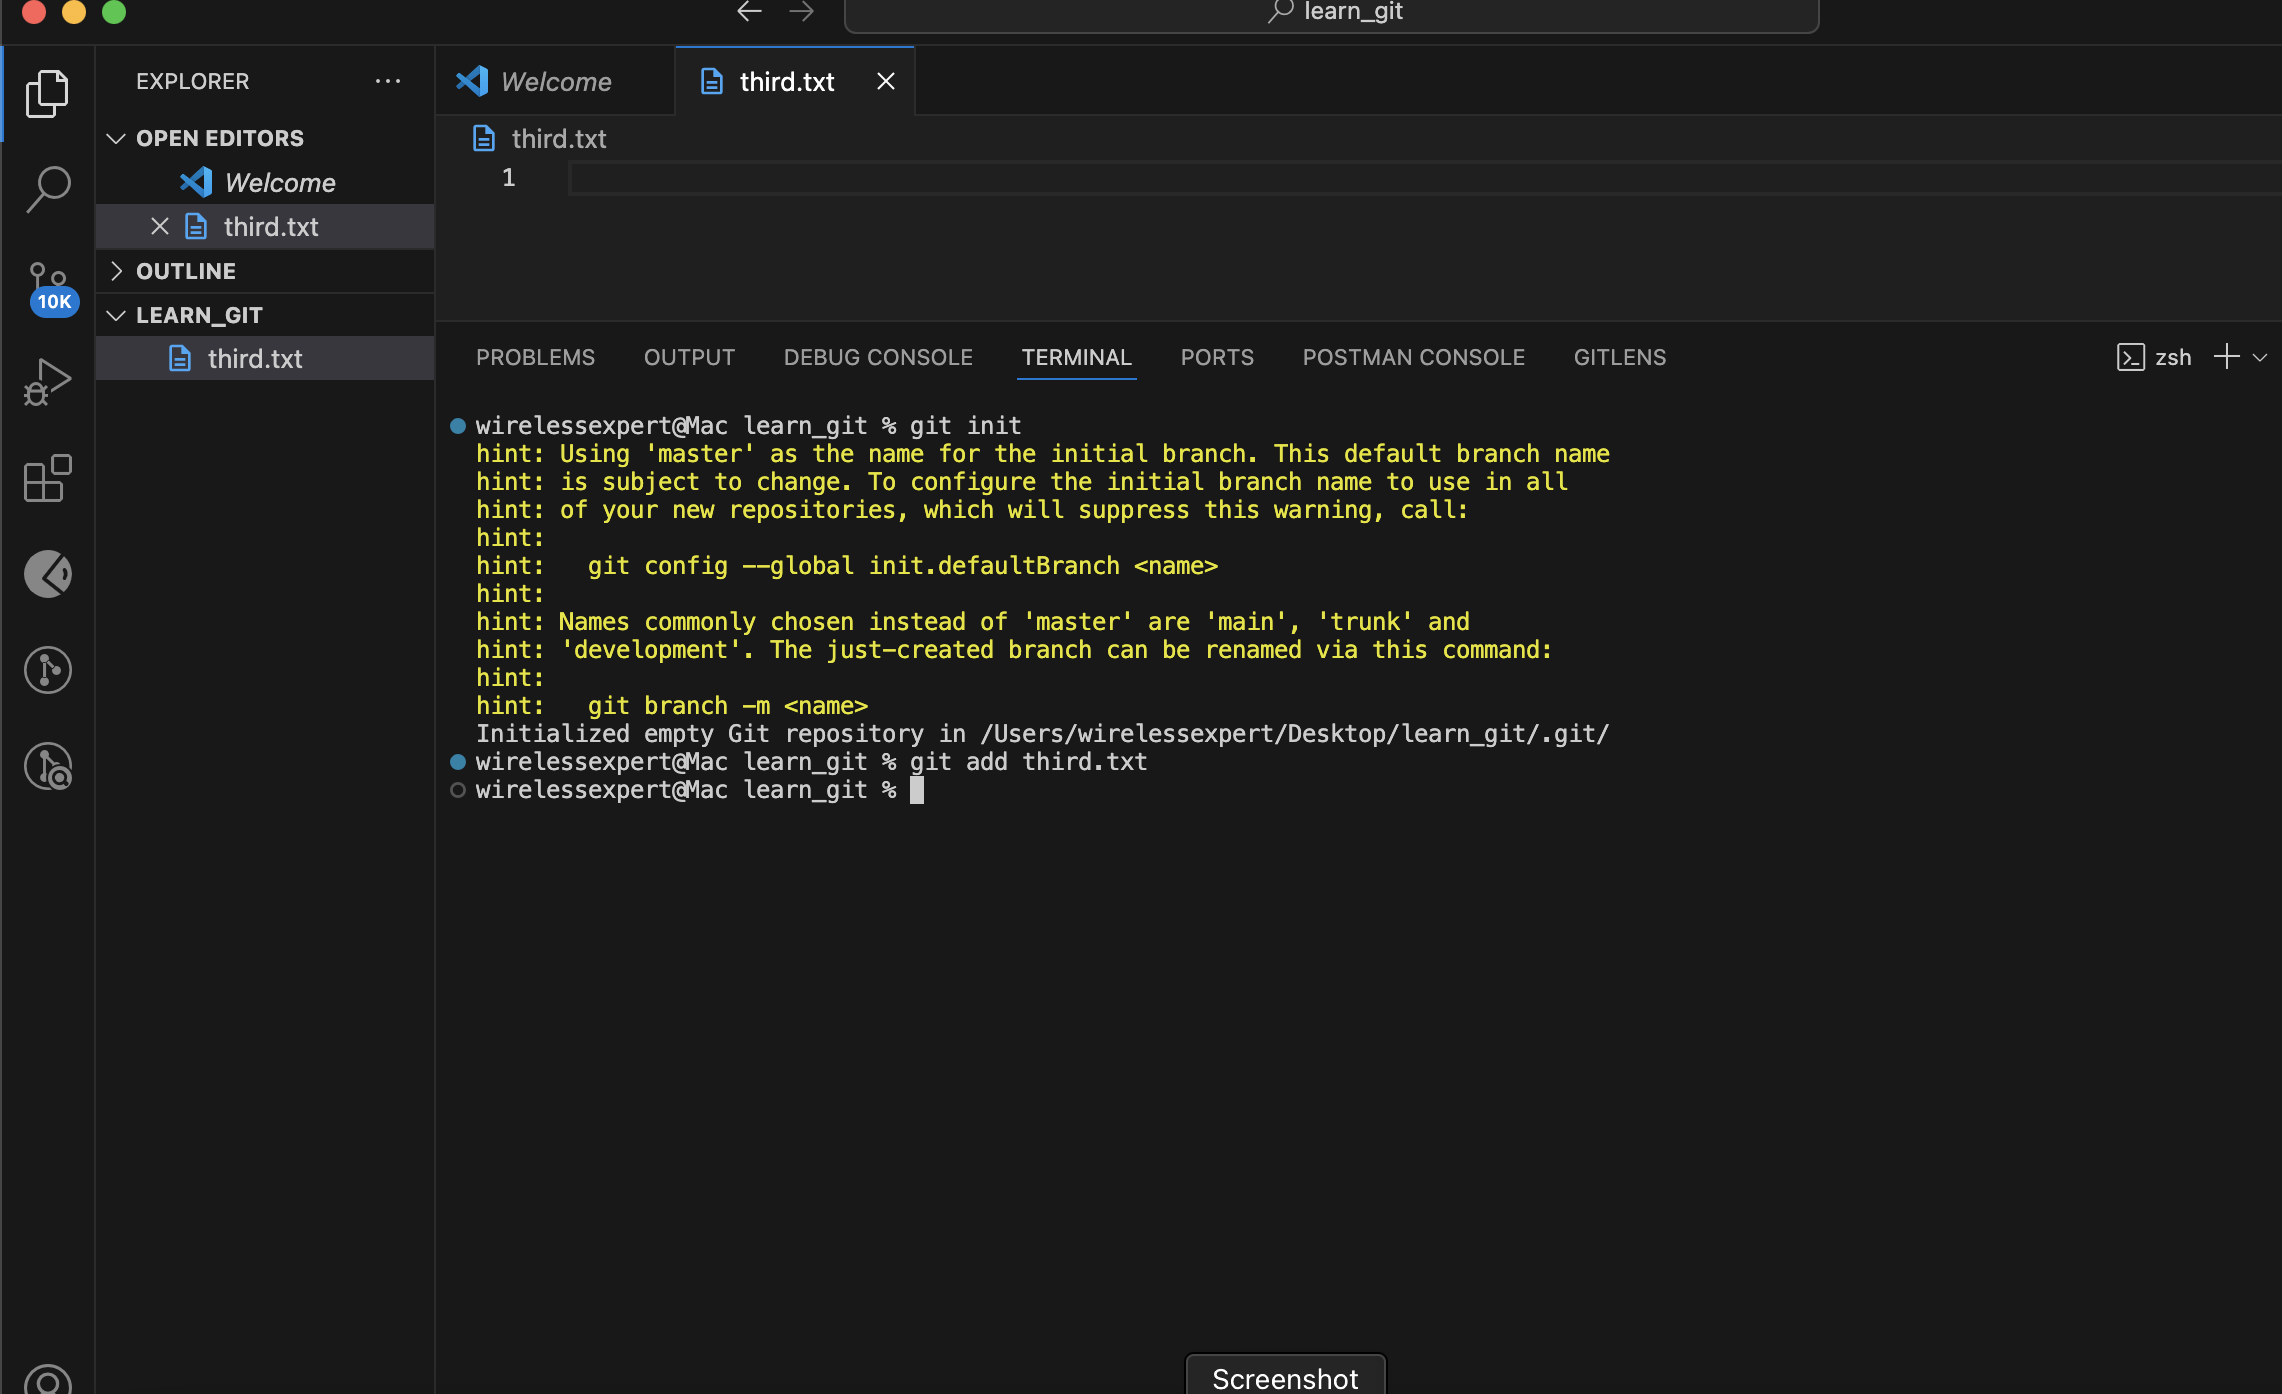 learn_git
EXPLORER
Welcome
third.txt
OPEN EDITORS
Welcome
third.txt
OUTLINE
LEARN_GIT
third.txt
10K
third.txt
1
PROBLEMS OUTPUT DEBUG CONSOLE TERMINAL PORTS POSTMAN CONSOLE GITLENS
zsh
wirelessexpert@Mac learn_git % git init
hint: Using 'master' as the name for the initial branch. This default branch name
hint: is subject to change. To configure the initial branch name to use in all
hint: of your new repositories, which will suppress this warning, call:
hint:
hint:   git config --global init.defaultBranch <name>
hint:
hint: Names commonly chosen instead of 'master' are 'main', 'trunk' and
hint: 'development'. The just-created branch can be renamed via this command:
hint:
hint:   git branch -m <name>
Initialized empty Git repository in /Users/wirelessexpert/Desktop/learn_git/.git/
wirelessexpert@Mac learn_git % git add third.txt
wirelessexpert@Mac learn_git %
Screenshot